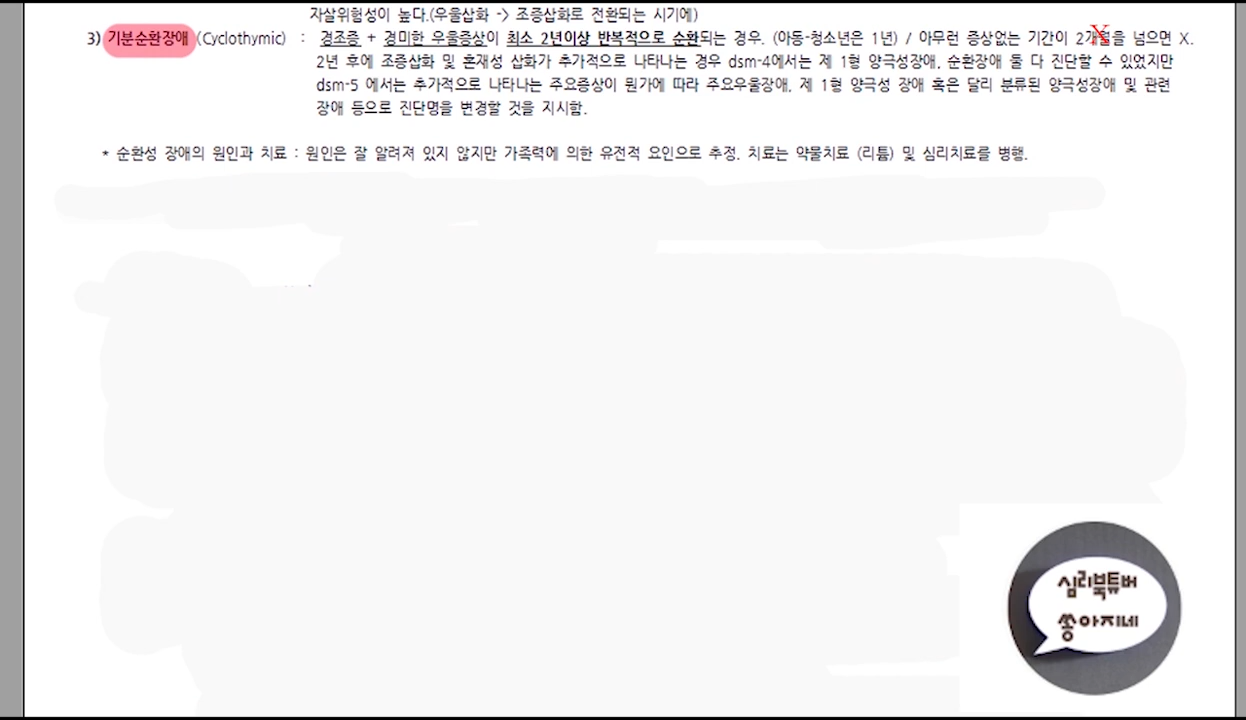 자살위험성이 높다.(우울삽화 -> 조증삽화로 전환되는 시기에)
3) 기분순환장애 (Cyclothymic) : 경조증 + 경미한 우울증상이 최소 2년이상 반복적으로 순환되는 경우. (아동-청소년은 1년) / 아무런 증상없는 기간이 2개월을 넘으면 X.
X
2년 후에 조증삽화 및 혼재성 삽화가 추가적으로 나타나는 경우 dsm-4에서는 제 1형 양극성장애, 순환장애 둘 다 진단할 수 있었지만
dsm-5 에서는 추가적으로 나타나는 주요증상이 뭔가에 따라 주요우울장애, 제 1형 양극성 장애 혹은 달리 분류된 양극성장애 및 관련
장애 등으로 진단명을 변경할 것을 지시함.
* 순환성 장애의 원인과 치료 : 원인은 잘 알려져 있지 않지만 가족력에 의한 유전적 요인으로 추정. 치료는 약물치료 (리튬) 및 심리치료를 병행.
심리북튜버
쏭아지네